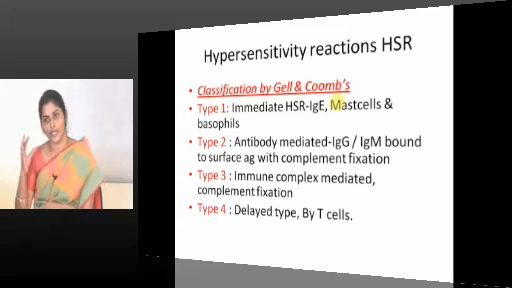 Hypersensitivity reactions HSR
• Classification by Gell & Coomb's
• Type 1: Immediate HSR-IgE, Mastcells &
basophils
• Type 2 : Antibody mediated-IgG / IgM bound
to surface ag with complement fixation
• Type 3 : Immune complex mediated,
complement fixation
• Type 4 : Delayed type, By T cells.